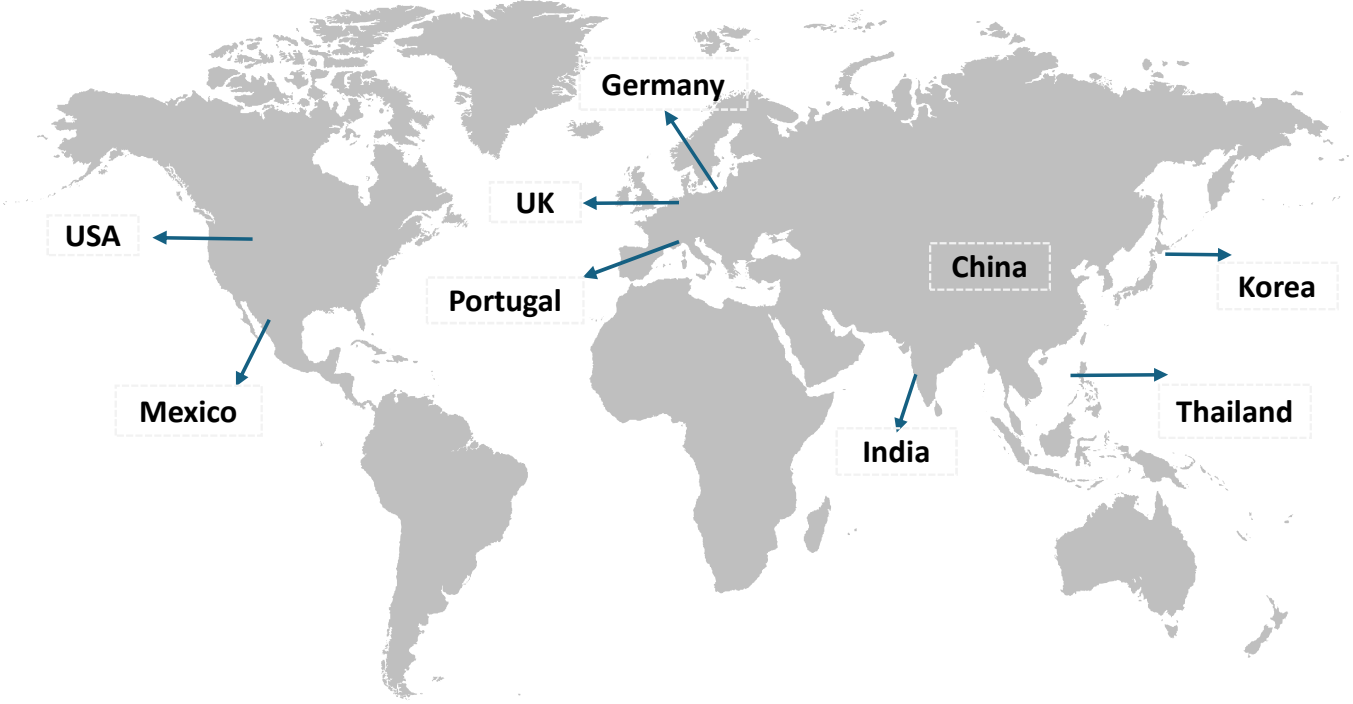 Germany
UK
USA
China
Korea
Portugal
Mexico
Thailand
India